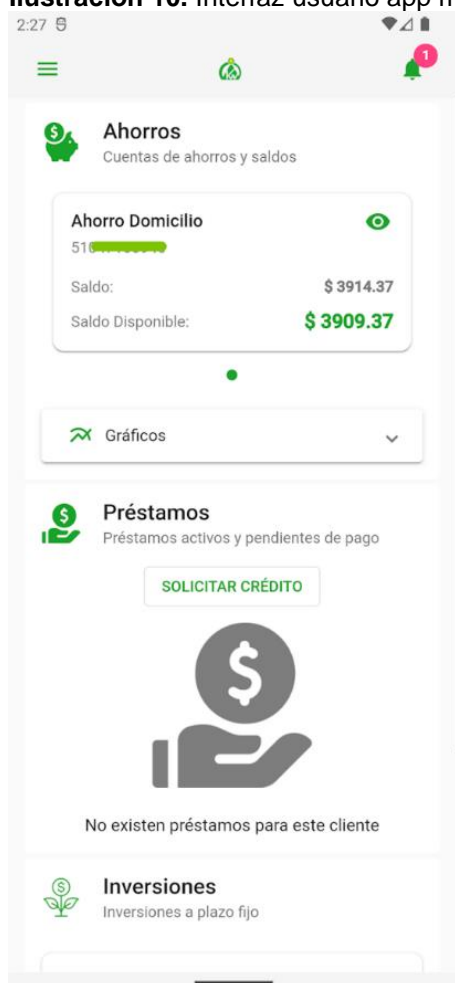 Ilustración 10. Interfaz usuario app
2:27
1
Ahorros
Cuentas de ahorros y saldos
Ahorro Domicilio
Saldo:
$ 3914.37
Saldo Disponible:
$ 3909.37
Gráficos
Préstamos
Préstamos activos y pendientes de pago
SOLICITAR CRÉDITO
No existen préstamos para este cliente
Inversiones
Inversiones a plazo fijo